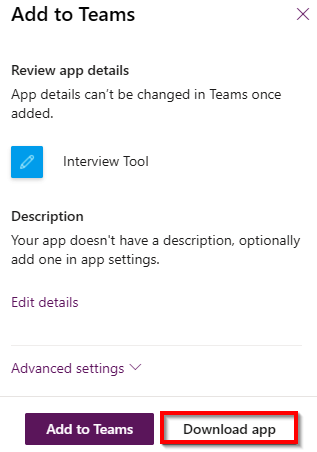 Add to Teams
Review app details
App details can’t be changed in Teams once
added.
Interview Tool
Description
Your app doesn't have a description, optionally
add one in app settings.
Edit details
Advanced settings
Add to Teams
Download app